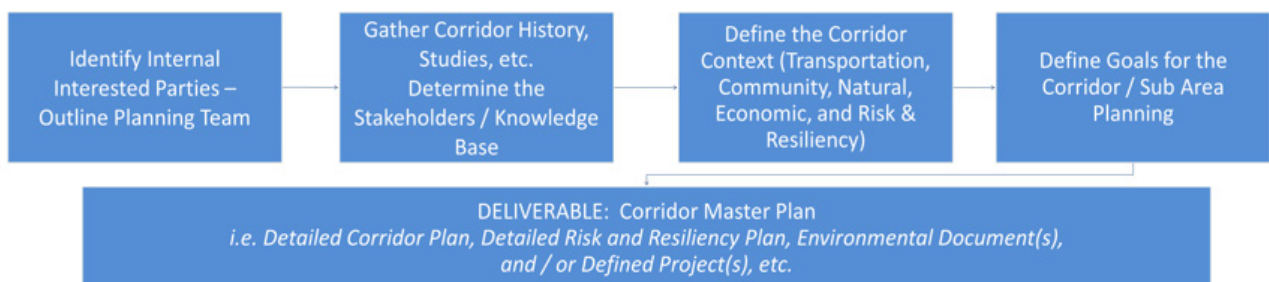 Identify Internal
Interested Parties –
Outline Planning Team
Gather Corridor History,
Studies, etc.
Determine the
Stakeholders / Knowledge
Base
Define the Corridor
Context (Transportation,
Community, Natural,
Economic, and Risk &
Resiliency)
Define Goals for the
Corridor / Sub Area
Planning
DELIVERABLE: Corridor Master Plan
i.e. Detailed Corridor Plan, Detailed Risk and Resiliency Plan, Environmental Document(s),
and / or Defined Project(s), etc.